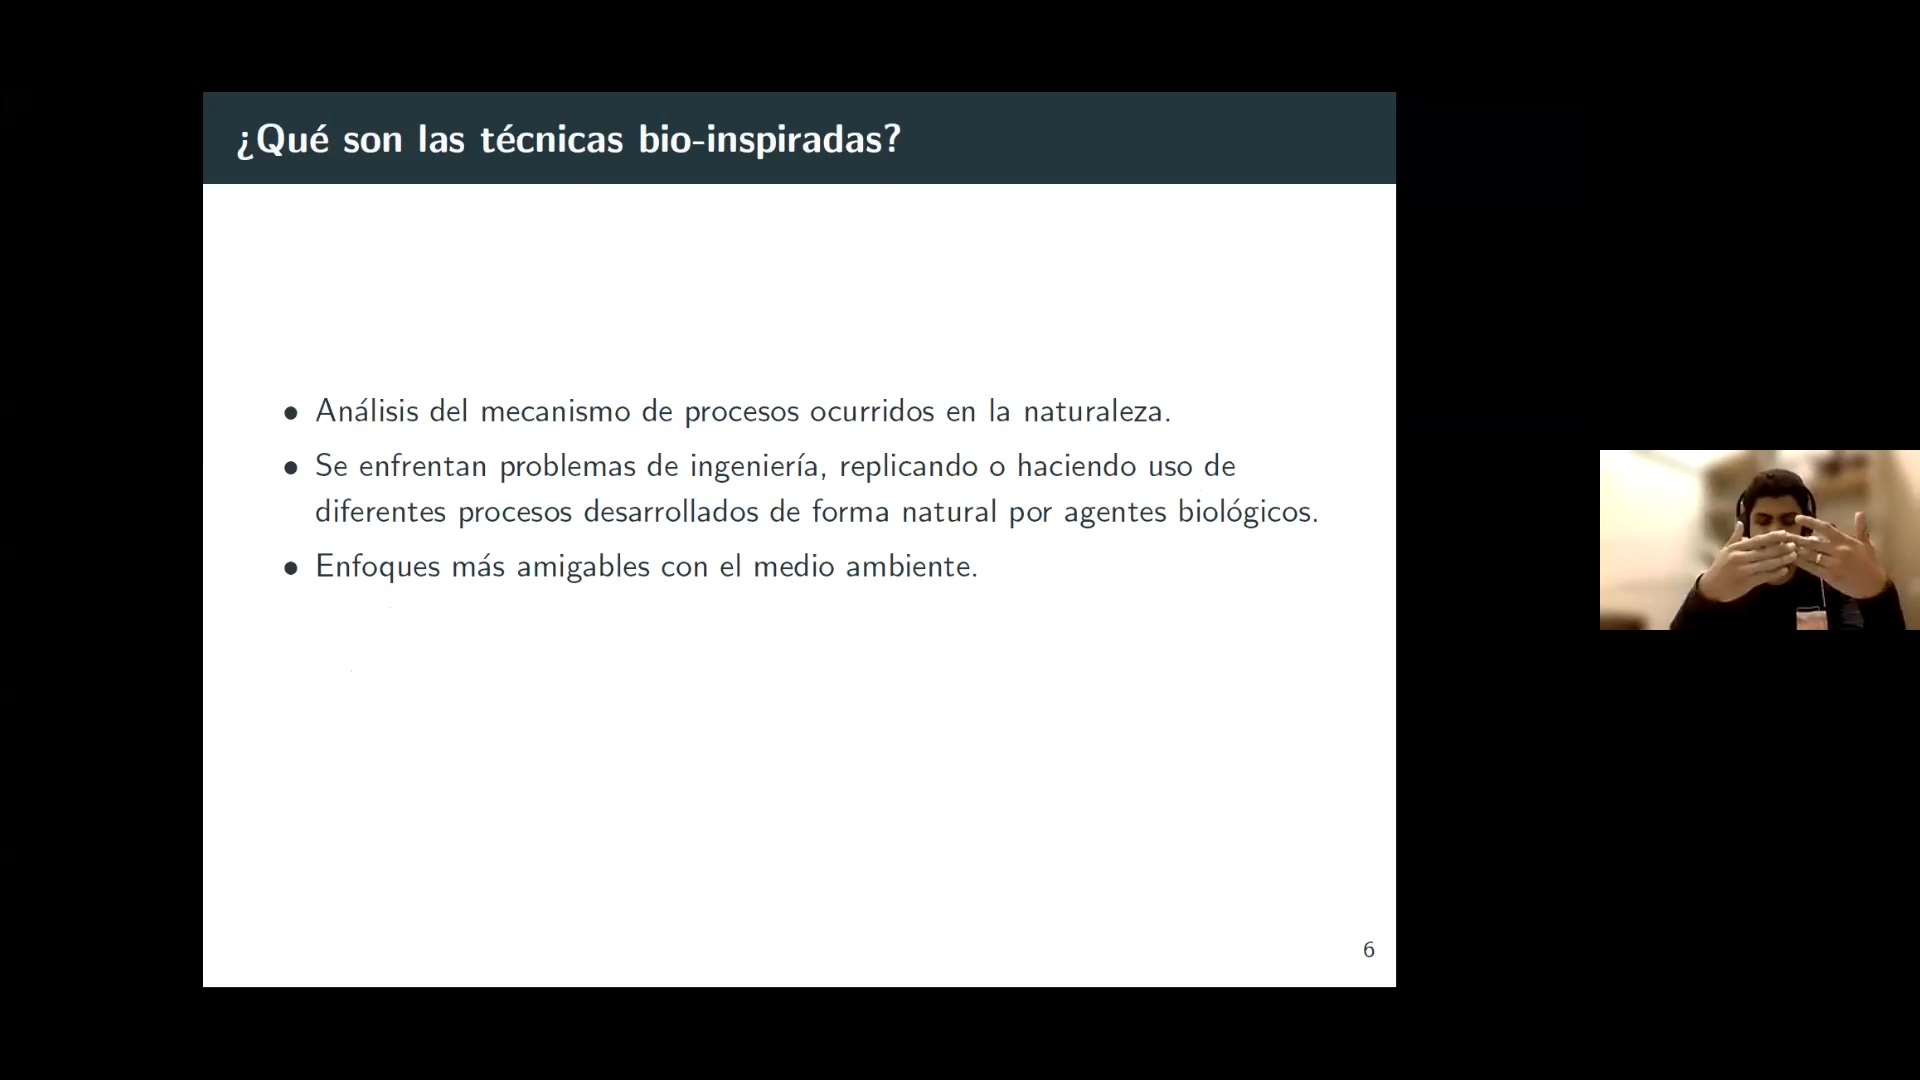 ¿Qué son las técnicas bio-inspiradas?
• Análisis del mecanismo de procesos ocurridos en la naturaleza.
• Se enfrentan problemas de ingeniería, replicando o haciendo uso de
diferentes procesos desarrollados de forma natural por agentes biológicos.
• Enfoques más amigables con el medio ambiente.
6